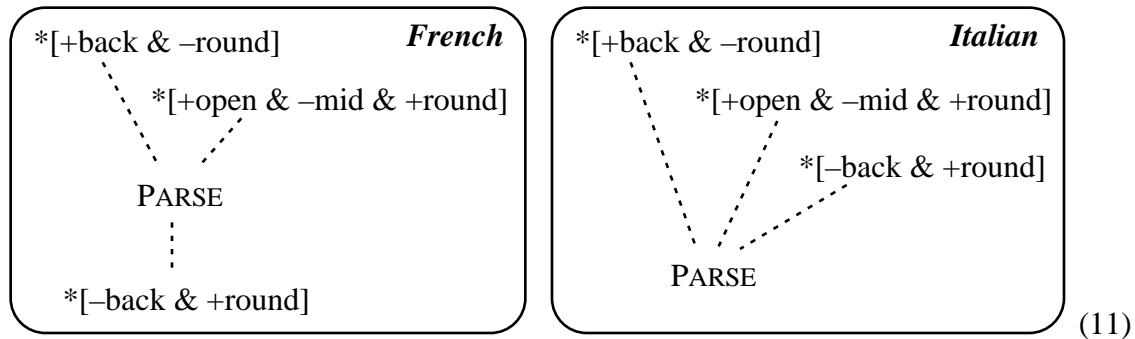 *[+back & –round] French
*[+open & –mid & +round]
PARSE
*[–back & +round]
*[+back & –round] Italian
*[+open & –mid & +round]
*[–back & +round]
PARSE
(11)